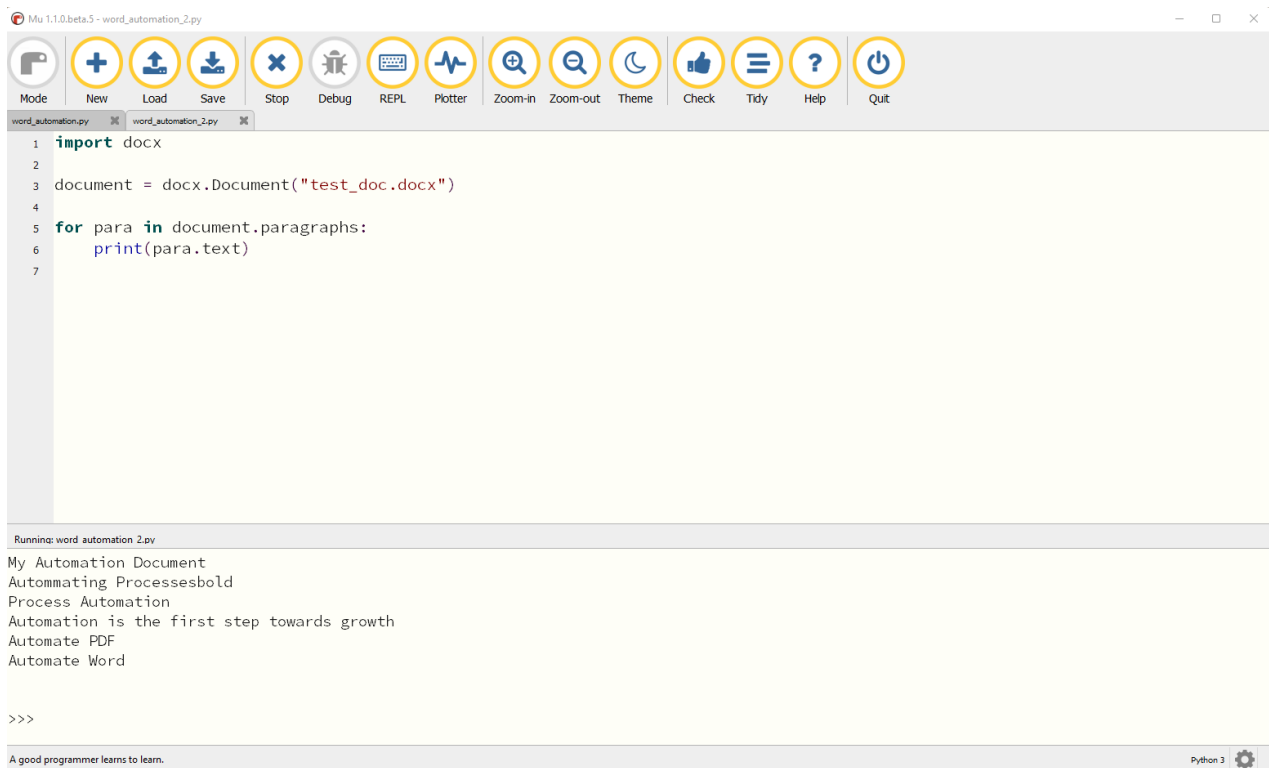 Mu 1.1.0.beta.5 - word_automation_2.py
Mode New Load Save Stop Debug REPL Plotter Zoom-in Zoom-out Theme Check Tidy Help Quit
word_automation.py word_automation_2.py
1 import docx
2
3 document = docx.Document("test_doc.docx")
4
5 for para in document.paragraphs:
6     print(para.text)
7
Running: word_automation_2.py
My Automation Document
Autommating Processesbold
Process Automation
Automation is the first step towards growth
Automate PDF
Automate Word
>>>
A good programmer learns to learn. Python 3